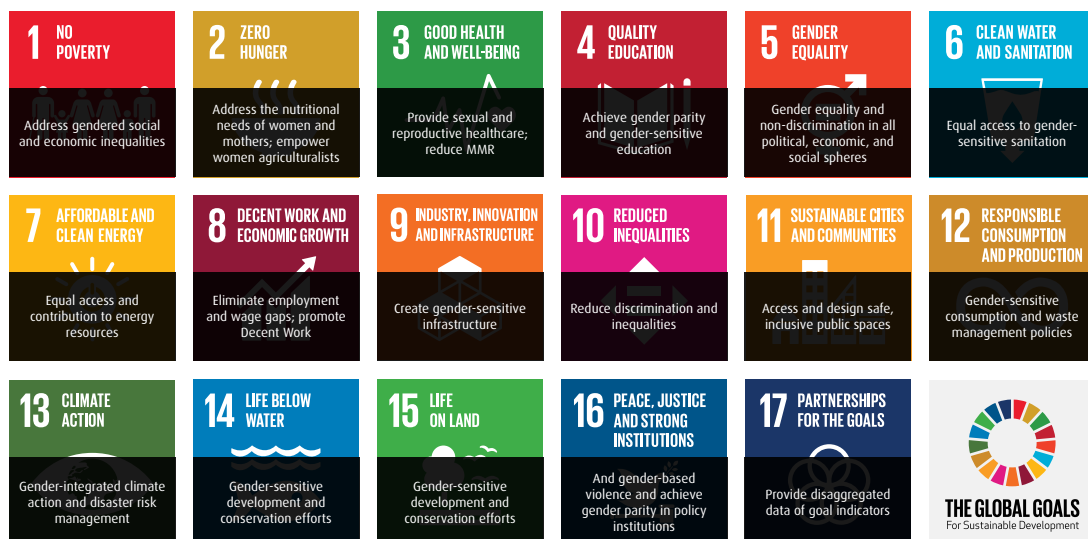 1 NO
POVERTY
Address gendered social
and economic inequalities
2 ZERO
HUNGER
Address the nutritional
needs of women and
mothers; empower
women agriculturalists
3 GOOD HEALTH
AND WELL-BEING
Provide sexual and
reproductive healthcare;
reduce MMR
4 QUALITY
EDUCATION
Achieve gender parity
and gender-sensitive
education
5 GENDER
EQUALITY
Gender equality and
non-discrimination in all
political, economic, and
social spheres
6 CLEAN WATER
AND SANITATION
Equal access to gender-
sensitive sanitation
7 AFFORDABLE AND
CLEAN ENERGY
Equal access and
contribution to energy
resources
8 DECENT WORK AND
ECONOMIC GROWTH
Eliminate employment
and wage gaps; promote
Decent Work
9 INDUSTRY, INNOVATION
AND INFRASTRUCTURE
Create gender-sensitive
infrastructure
10 REDUCED
INEQUALITIES
Reduce discrimination and
inequalities
11 SUSTAINABLE CITIES
AND COMMUNITIES
Access and design safe,
inclusive public spaces
12 RESPONSIBLE
CONSUMPTION
AND PRODUCTION
Gender-sensitive
consumption and waste
management policies
13 CLIMATE
ACTION
Gender-integrated climate
action and disaster risk
management
14 LIFE BELOW
WATER
Gender-sensitive
development and
conservation efforts
15 LIFE
ON LAND
Gender-sensitive
development and
conservation efforts
16 PEACE, JUSTICE
AND STRONG
INSTITUTIONS
And gender-based
violence and achieve
gender parity in policy
institutions
17 PARTNERSHIPS
FOR THE GOALS
Provide disaggregated
data of goal indicators
THE GLOBAL GOALS
For Sustainable Development